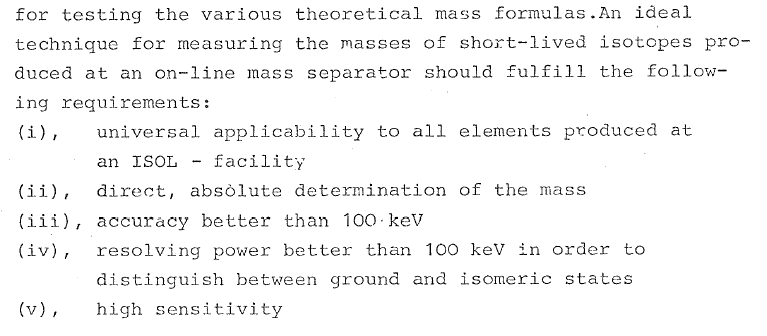 for testing the various theoretical mass formulas.An ideal
technique for measuring the masses of short-lived isotopes pro-
duced at an on-line mass separator should fulfill the follow-
ing requirements:
(i), universal applicability to all elements produced at
an ISOL - facility
(ii), direct, absolute determination of the mass
(iii), accuracy better than 100 keV
(iv), resolving power better than 100 keV in order to
distinguish between ground and isomeric states
(v), high sensitivity